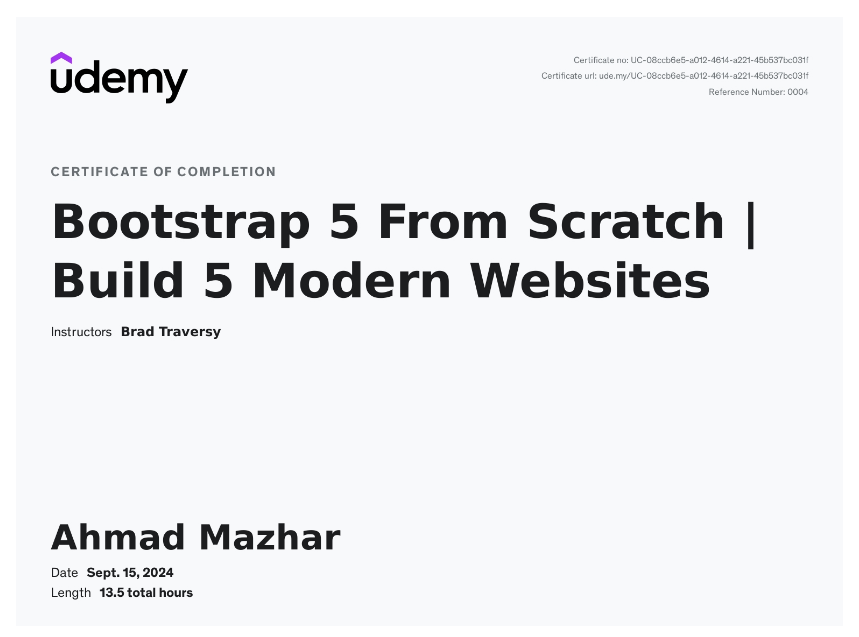 udemy
Certificate no: UC-08ccb6e5-a012-4614-a221-45b537bc031f
Certificate url: ude.my/UC-08ccb6e5-a012-4614-a221-45b537bc031f
Reference Number: 0004
CERTIFICATE OF COMPLETION
Bootstrap 5 From Scratch |
Build 5 Modern Websites
Instructors Brad Traversy
Ahmad Mazhar
Date Sept. 15, 2024
Length 13.5 total hours